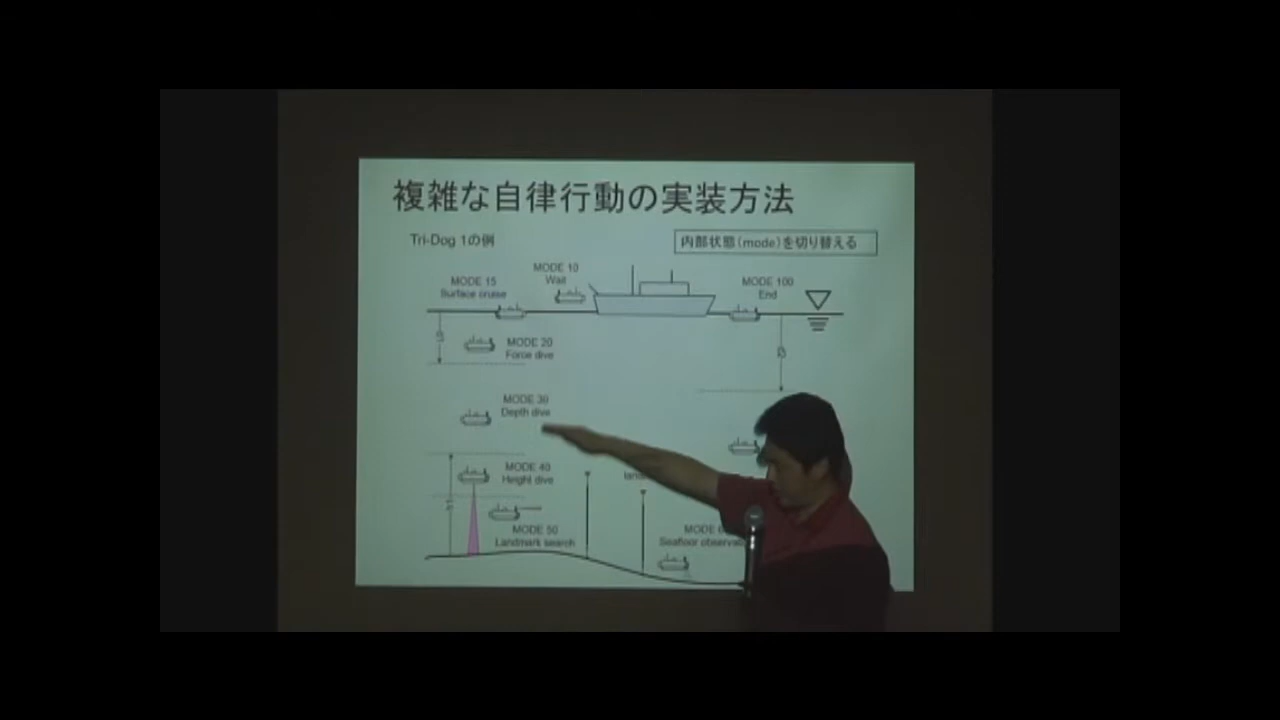 複雑な自律行動の実装方法
Tri-Dog 1の例
内部状態(mode)を切り替える
MODE 10
Wait
MODE 15
Surface cruise
MODE 100
End
MODE 20
Force dive
MODE 30
Depth dive
MODE 40
Height dive
MODE 50
Landmark search
MODE
Seafloor